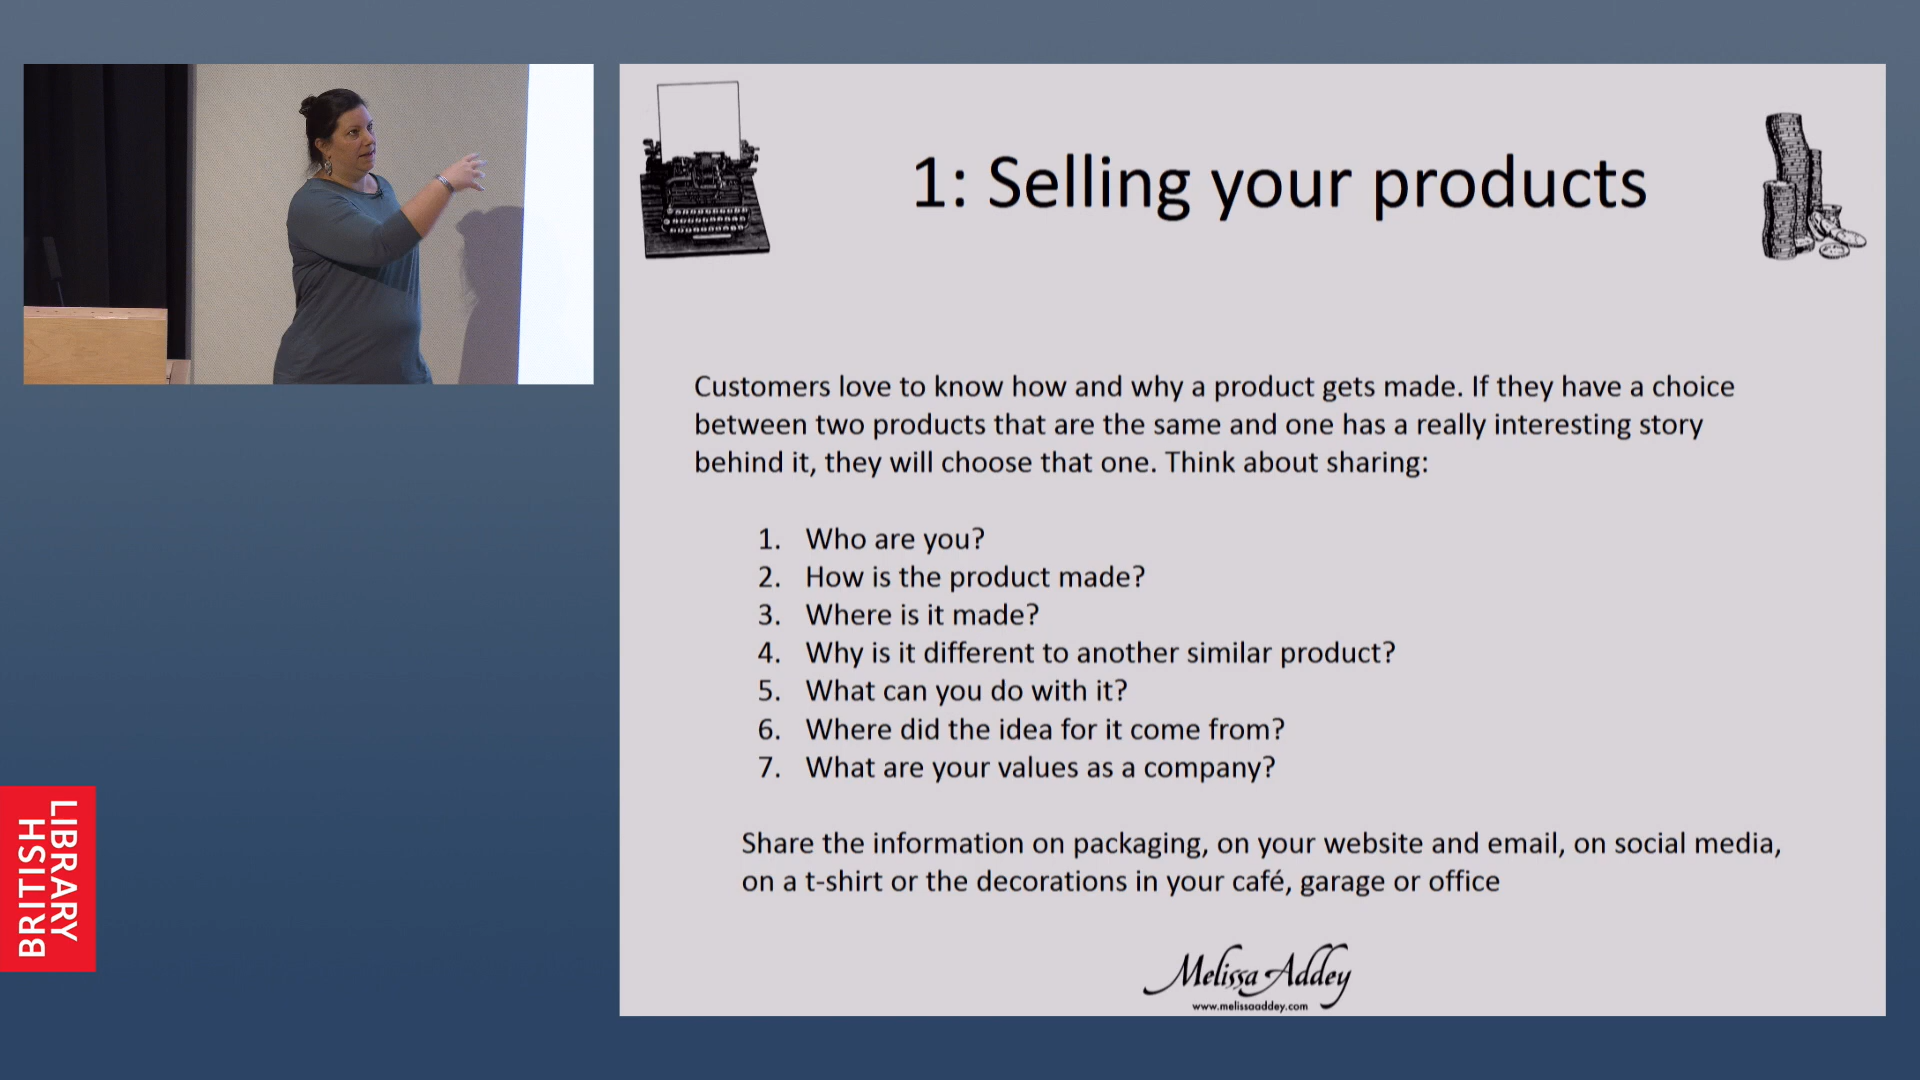 1: Selling your products
Customers love to know how and why a product gets made. If they have a choice
between two products that are the same and one has a really interesting story
behind it, they will choose that one. Think about sharing:
1. Who are you?
2. How is the product made?
3. Where is it made?
4. Why is it different to another similar product?
5. What can you do with it?
6. Where did the idea for it come from?
7. What are your values as a company?
Share the information on packaging, on your website and email, on social media,
on a t-shirt or the decorations in your café, garage or office
Melissa Addey
www.melissaaddey.com
BRITISH
LIBRARY